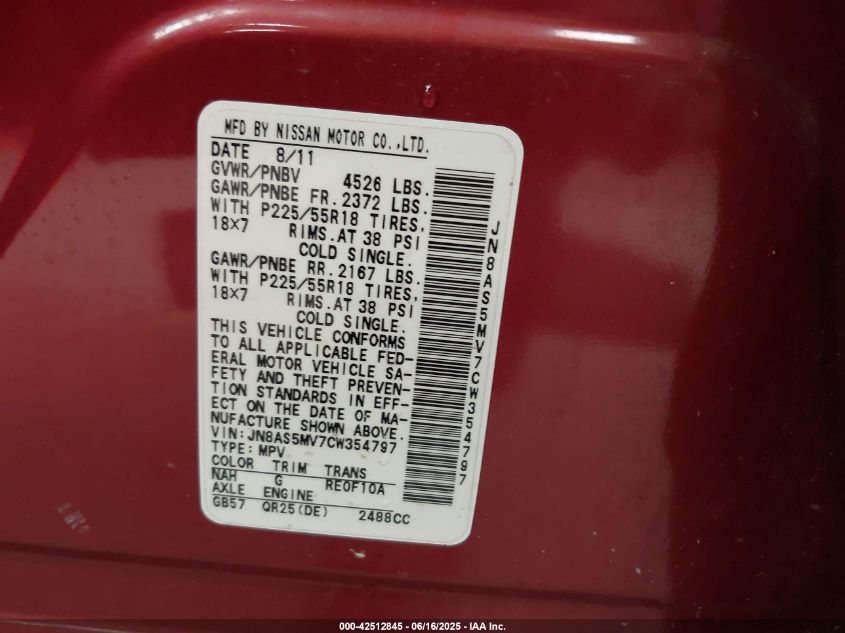 MFD BY NISSAN MOTOR CO.,LTD.
DATE 8/11
GVWR/PNBV 4526 LBS.
GAWR/PNBE FR. 2372 LBS.
WITH P225/55R18 TIRES,
18X7 RIMS. AT 38 PSI
COLD SINGLE.
GAWR/PNBE RR. 2167 LBS.
WITH P225/55R18 TIRES,
18X7 RIMS. AT 38 PSI
COLD SINGLE.
THIS VEHICLE CONFORMS
TO ALL APPLICABLE FED-
ERAL MOTOR VEHICLE SA-
FETY AND THEFT PREVEN-
TION STANDARDS IN EFF-
ECT ON THE DATE OF MA-
NUFACTURE SHOWN ABOVE.
VIN: JN8AS5MV7CW354797
TYPE: MPV
COLOR TRIM TRANS
NAH G RE0F10A
AXLE ENGINE
GB57 QR25(DE) 2488CC
JN8AS5MV7CW354797
000-42512845 - 06/16/2025 - IAA Inc.